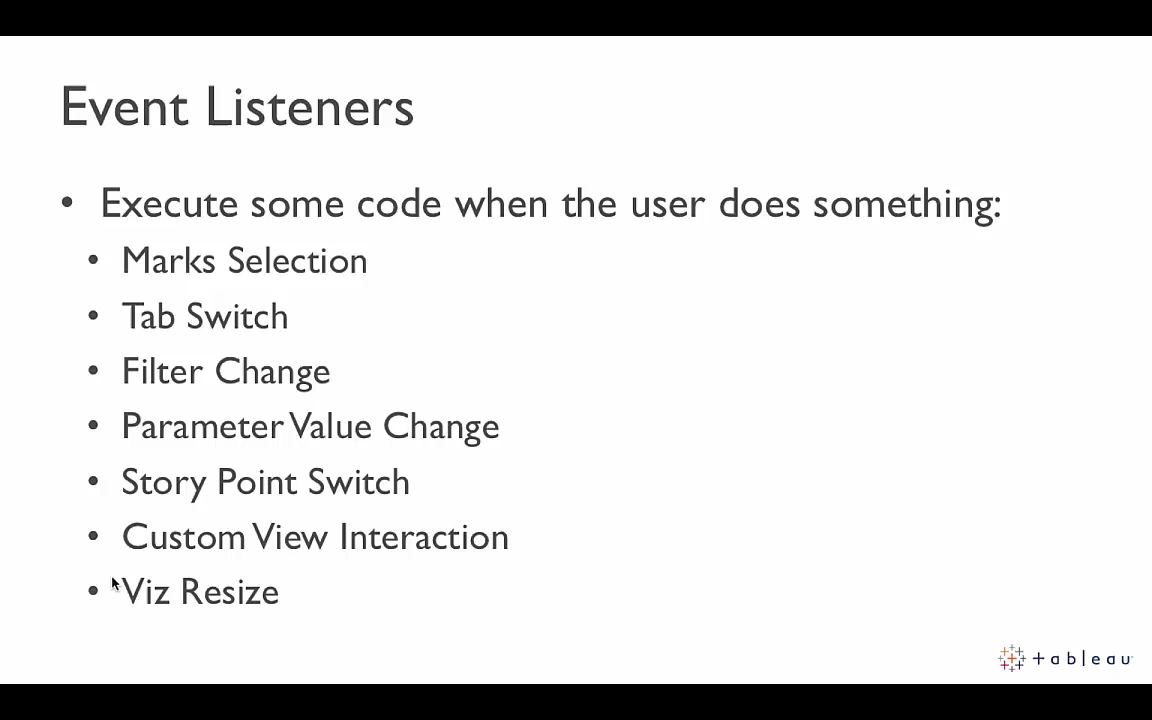 Event Listeners
• Execute some code when the user does something:
• Marks Selection
• Tab Switch
• Filter Change
• Parameter Value Change
• Story Point Switch
• Custom View Interaction
• Viz Resize
+ a b l e a u